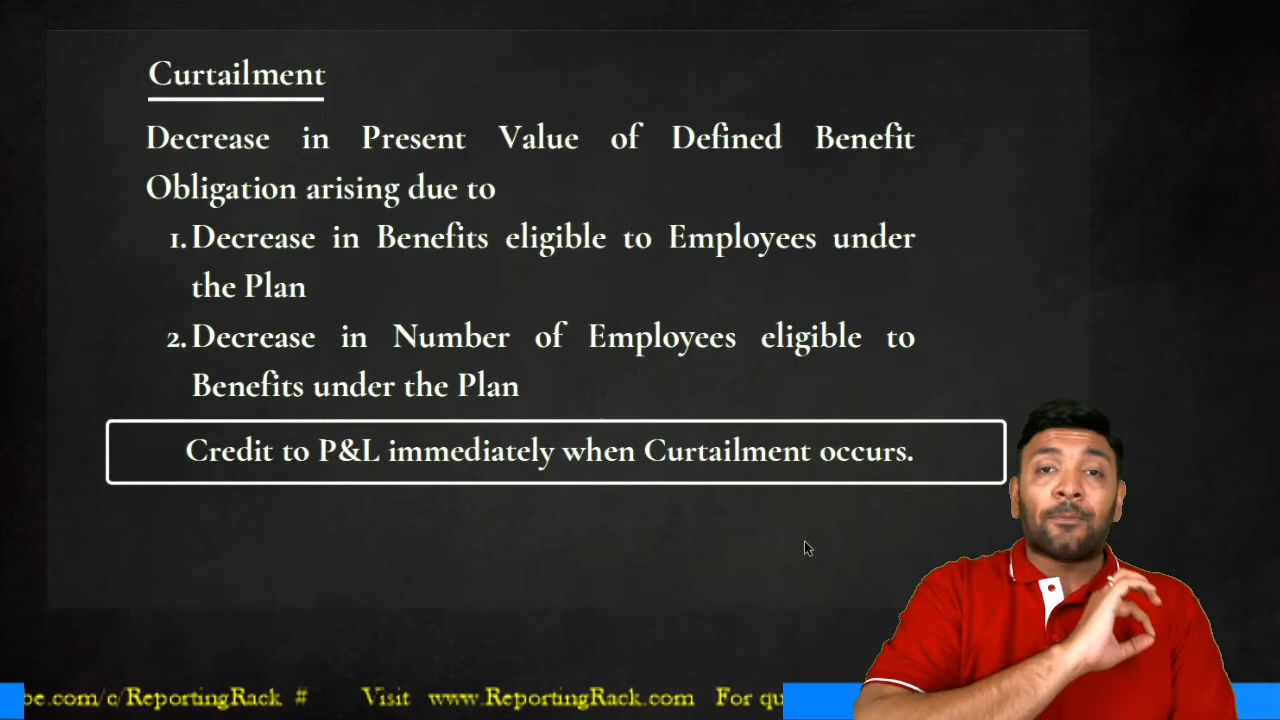 Curtailment
Decrease in Present Value of Defined Benefit
Obligation arising due to
1. Decrease in Benefits eligible to Employees under
the Plan
2. Decrease in Number of Employees eligible to
Benefits under the Plan
Credit to P&L immediately when Curtailment occurs.
be.com/c/ReportingRack # Visit www.ReportingRack.com For qu